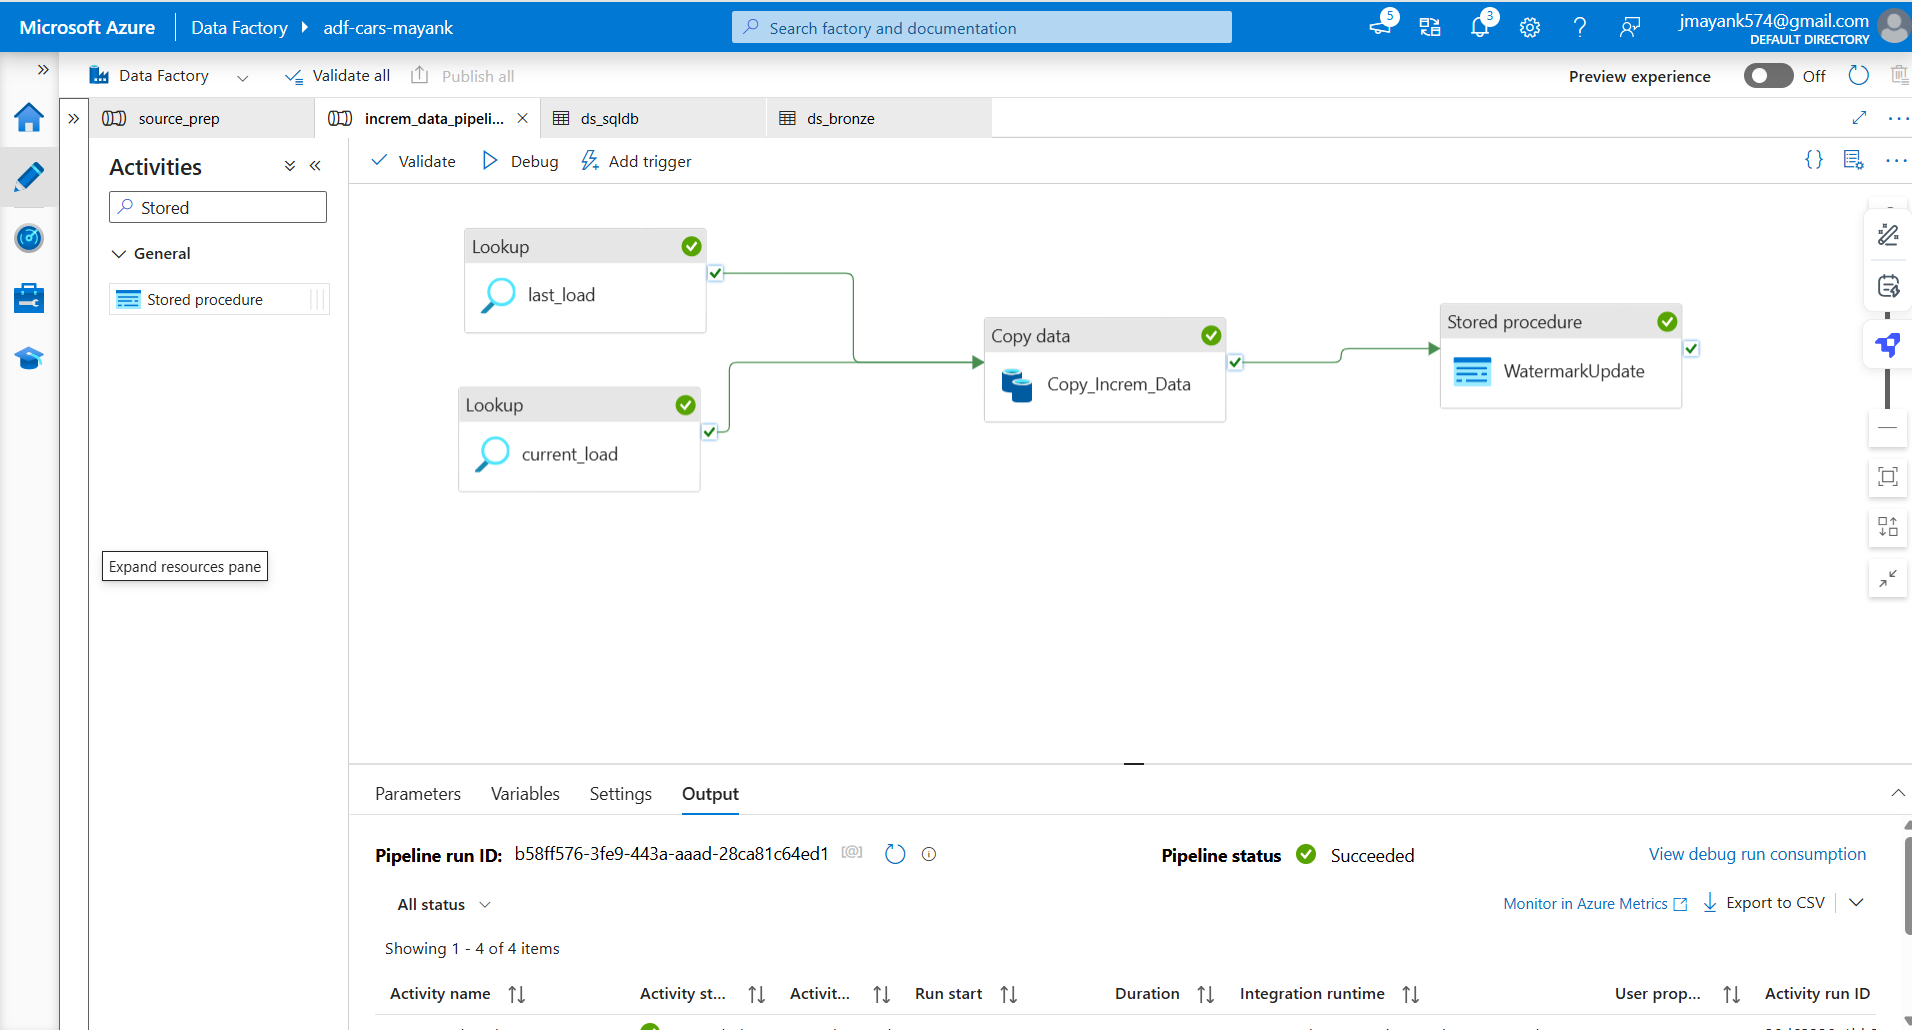 Microsoft Azure
Data Factory
adf-cars-mayank
Search factory and documentation
5
3
jmayank574@gmail.com
DEFAULT DIRECTORY
Data Factory
Validate all
Publish all
Preview experience
Off
source_prep
increm_data_pipeli...
ds_sqldb
ds_bronze
Activities
Stored
General
Stored procedure
Expand resources pane
Validate
Debug
Add trigger
Lookup
last_load
Lookup
current_load
Copy data
Copy_Increm_Data
Stored procedure
WatermarkUpdate
Parameters
Variables
Settings
Output
Pipeline run ID: b58ff576-3fe9-443a-aaad-28ca81c64ed1
Pipeline status
Succeeded
View debug run consumption
All status
Monitor in Azure Metrics
Export to CSV
Showing 1 - 4 of 4 items
Activity name
Activity st...
Activit...
Run start
Duration
Integration runtime
User prop...
Activity run ID